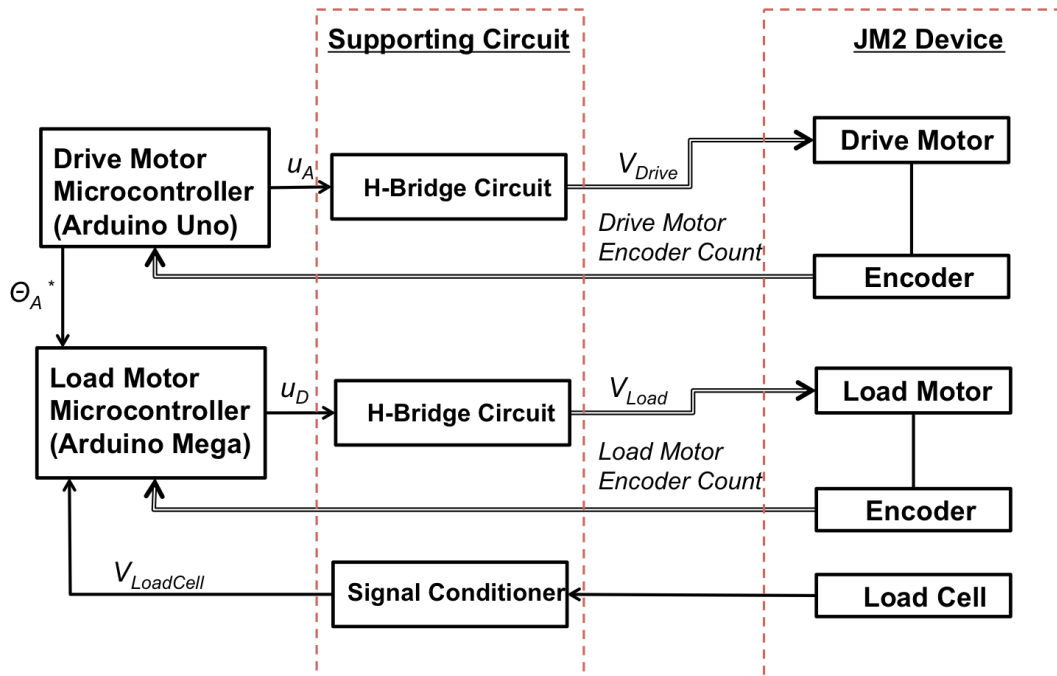 Supporting Circuit
JM2 Device
Drive Motor
Microcontroller
(Arduino Uno)
u_A
H-Bridge Circuit
V_Drive
Drive Motor
Drive Motor
Encoder Count
Encoder
Θ_A *
Load Motor
Microcontroller
(Arduino Mega)
u_D
H-Bridge Circuit
V_Load
Load Motor
Load Motor
Encoder Count
Encoder
V_LoadCell
Signal Conditioner
Load Cell